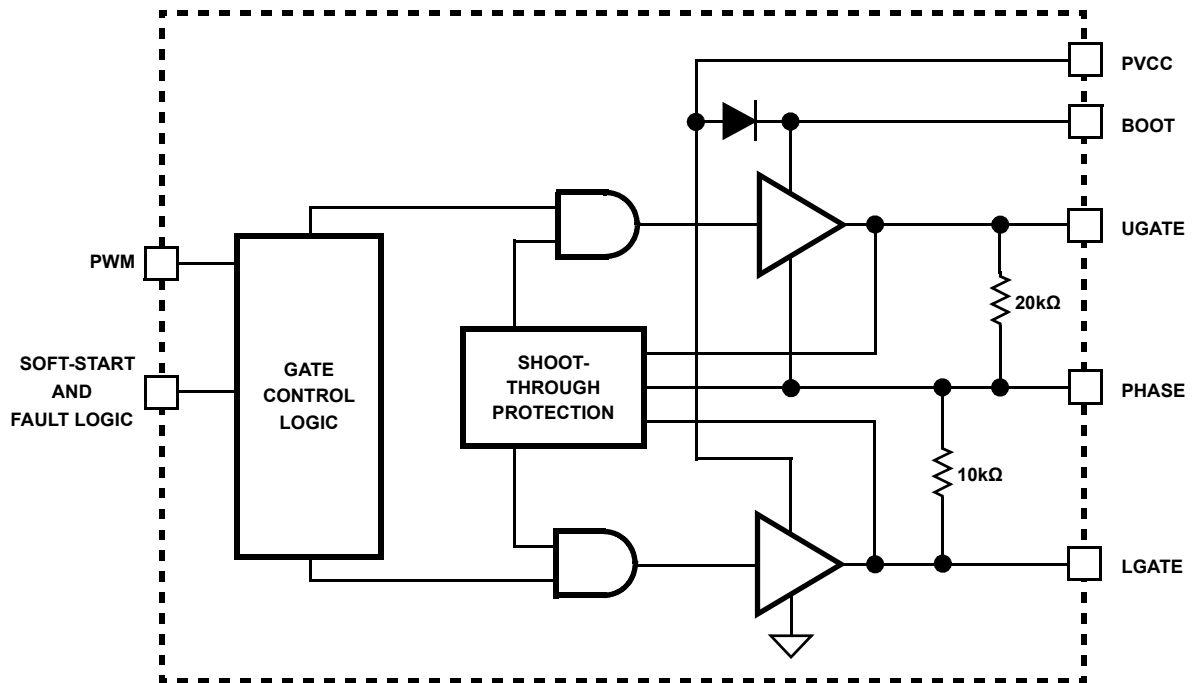 PVCC
BOOT
UGATE
PWM
20kΩ
SOFT-START
AND
FAULT LOGIC
GATE
CONTROL
LOGIC
SHOOT-
THROUGH
PROTECTION
PHASE
10kΩ
LGATE